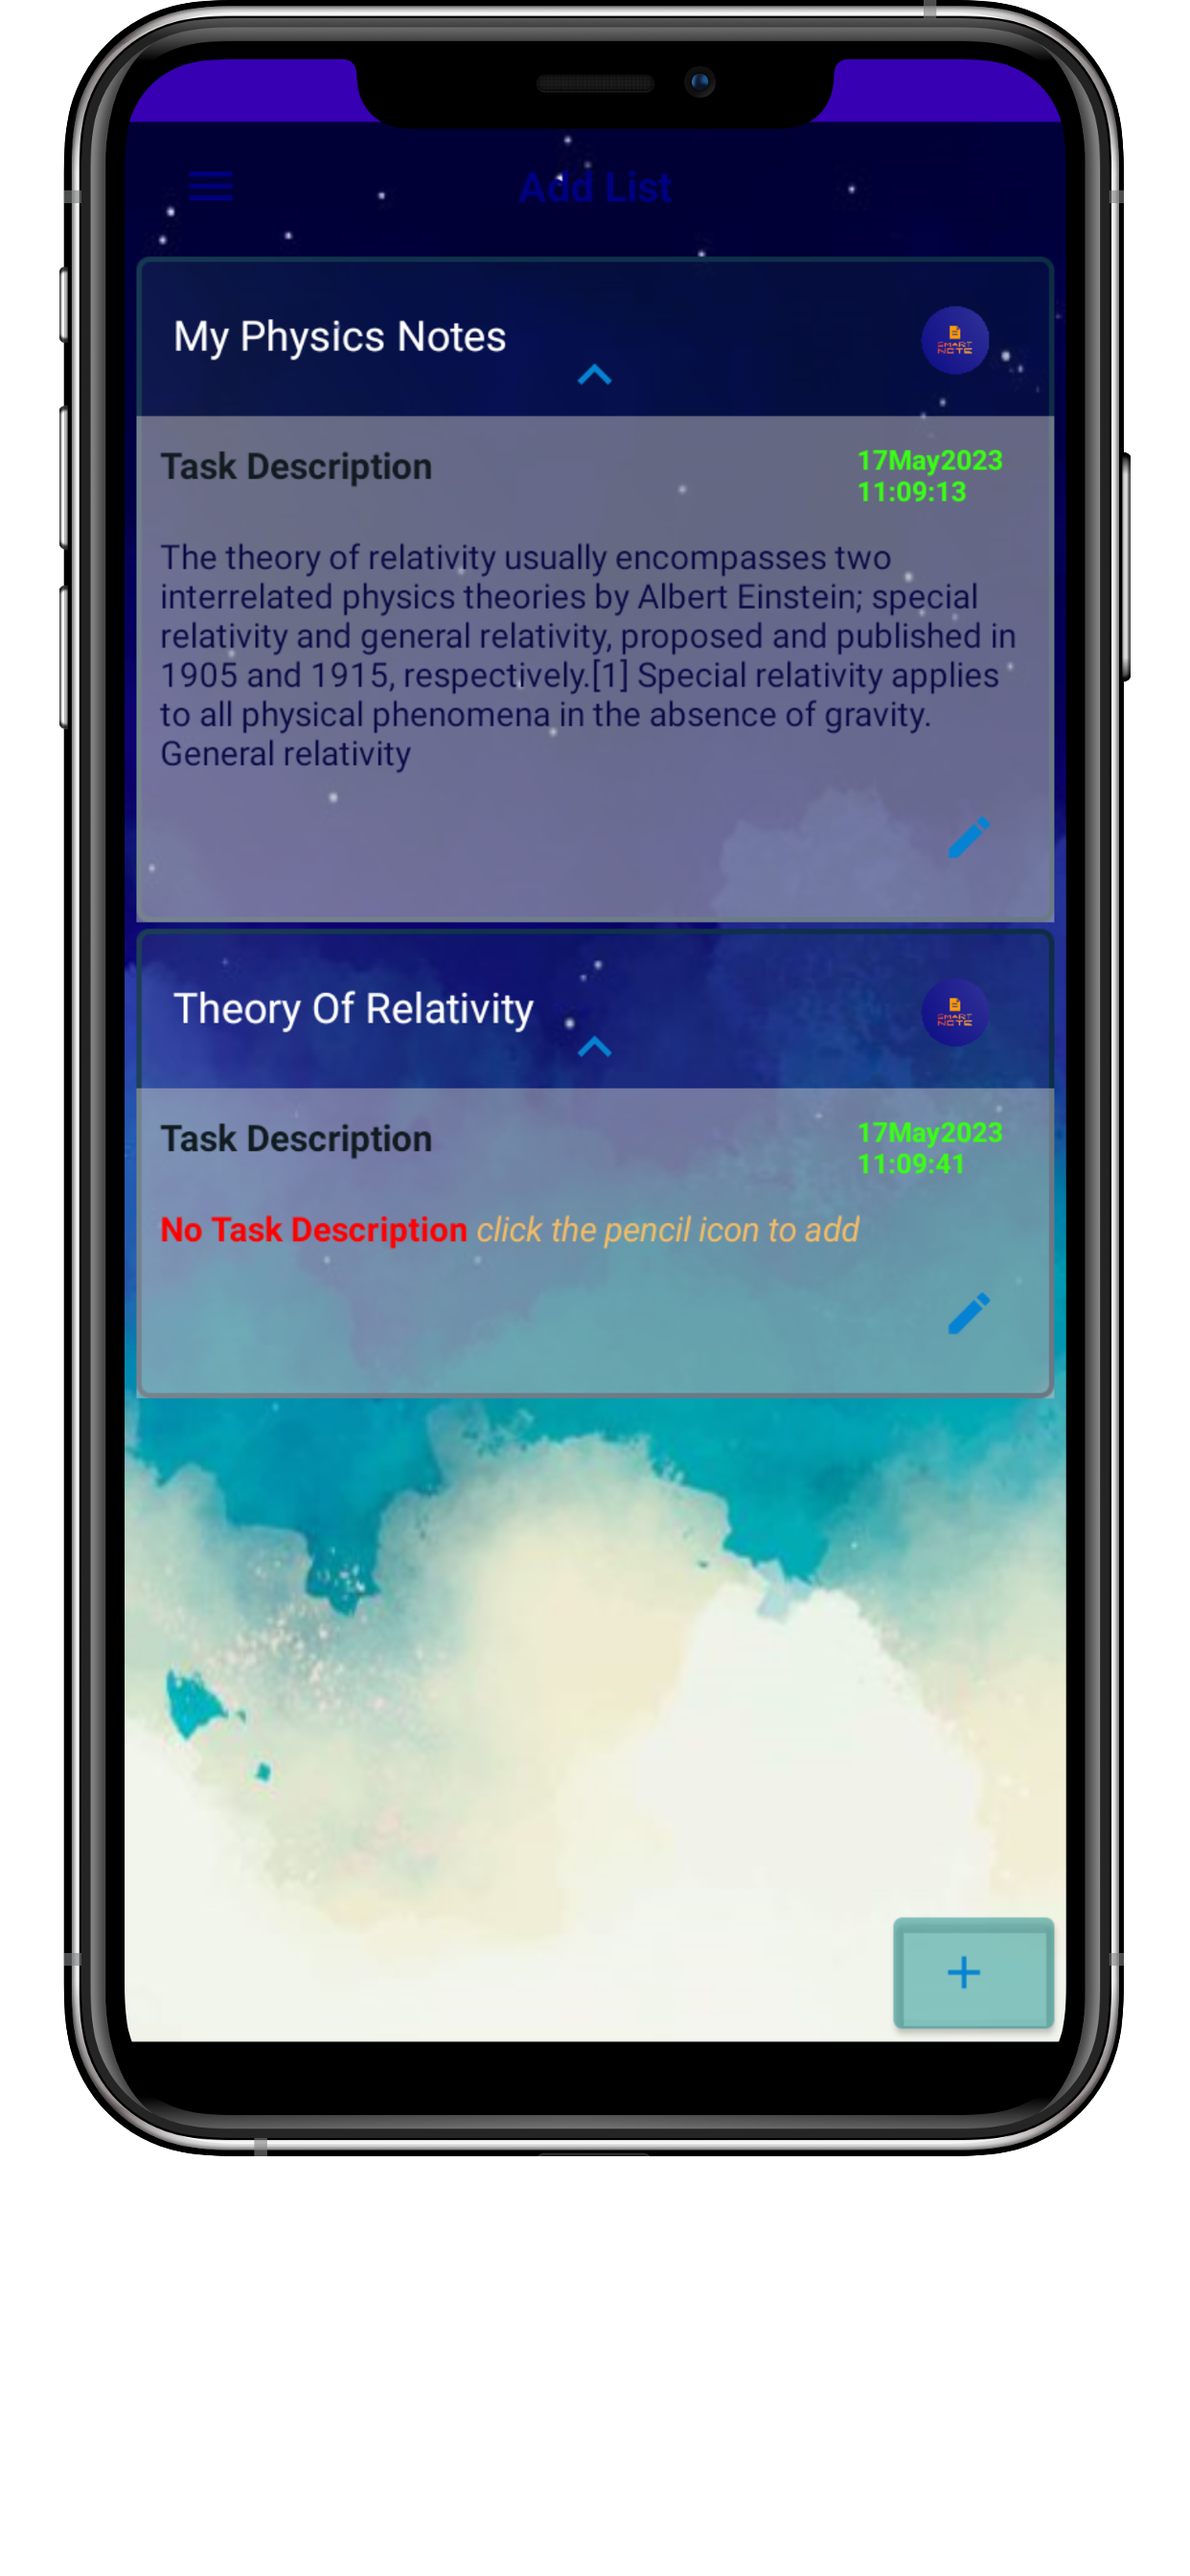 Add List
My Physics Notes
SMART
NOTE
Task Description
17May2023
11:09:13
The theory of relativity usually encompasses two
interrelated physics theories by Albert Einstein; special
relativity and general relativity, proposed and published in
1905 and 1915, respectively.[1] Special relativity applies
to all physical phenomena in the absence of gravity.
General relativity
Theory Of Relativity
SMART
NOTE
Task Description
17May2023
11:09:41
No Task Description click the pencil icon to add